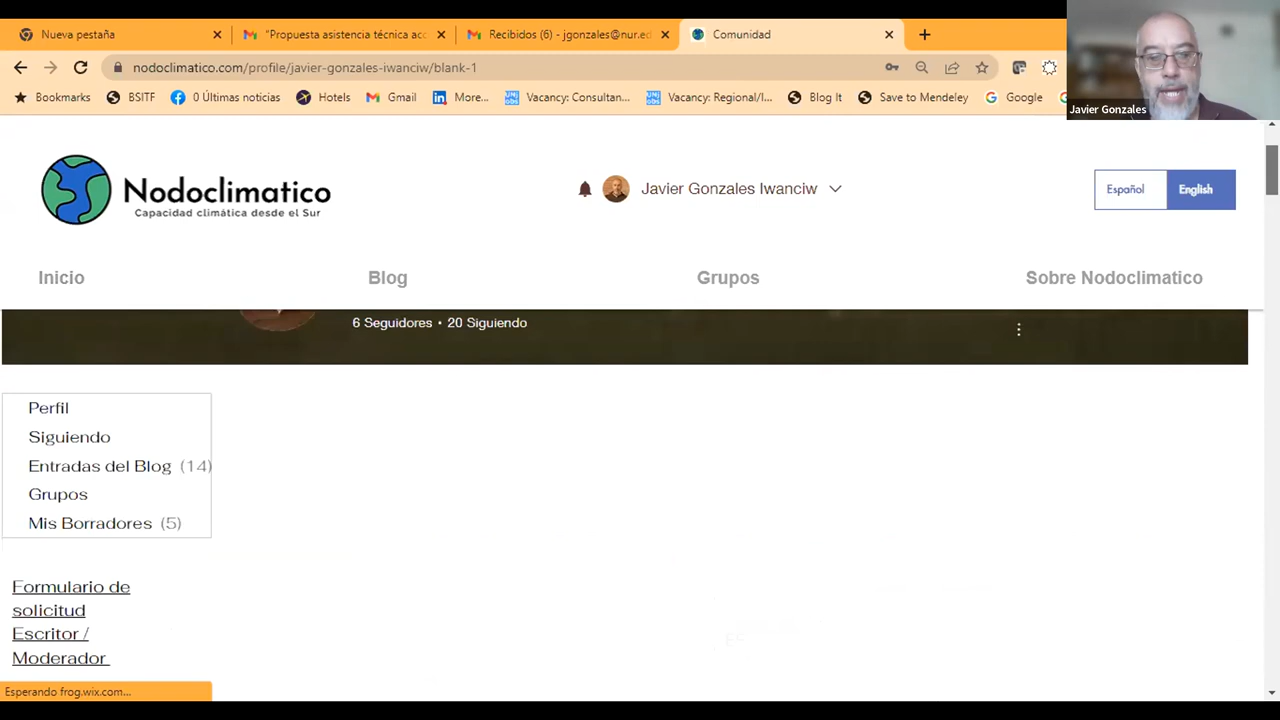 Nueva pestaña
"Propuesta asistencia técnica acc
Recibidos (6) - jgonzales@nur.ed
Comunidad
nodoclimatico.com/profile/javier-gonzales-iwanciw/blank-1
Bookmarks
BSITF
0 Últimas noticias
Hotels
Gmail
More...
Vacancy: Consultan...
Vacancy: Regional/I...
Blog It
Save to Mendeley
Google
Javier Gonzales
Nodoclimatico
Capacidad climática desde el Sur
Javier Gonzales Iwanciw
Español
English
Inicio
Blog
Grupos
Sobre Nodoclimatico
6 Seguidores • 20 Siguiendo
Perfil
Siguiendo
Entradas del Blog (14)
Grupos
Mis Borradores (5)
Formulario de
solicitud
Escritor /
Moderador
Esperando frog.wix.com...